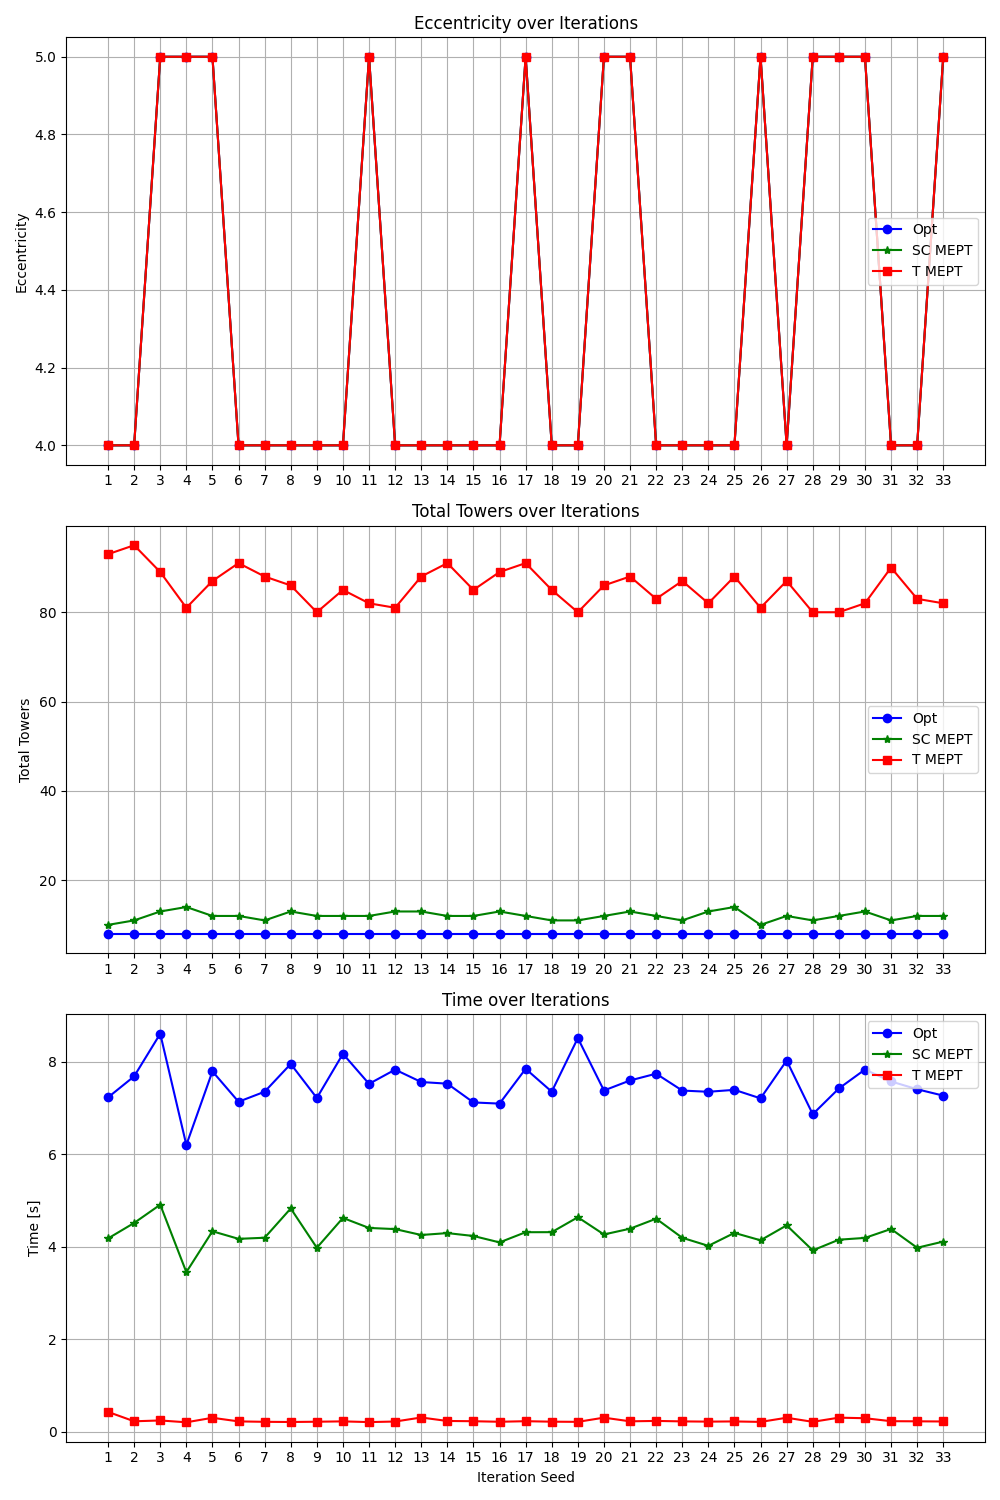 Eccentricity over Iterations
5.0
4.8
4.6
4.4
4.2
4.0
Eccentricity
Opt
SC MEPT
T MEPT
1 2 3 4 5 6 7 8 9 10 11 12 13 14 15 16 17 18 19 20 21 22 23 24 25 26 27 28 29 30 31 32 33
Total Towers over Iterations
80
60
40
20
Total Towers
Opt
SC MEPT
T MEPT
1 2 3 4 5 6 7 8 9 10 11 12 13 14 15 16 17 18 19 20 21 22 23 24 25 26 27 28 29 30 31 32 33
Time over Iterations
8
6
4
2
0
Time [s]
Opt
SC MEPT
T MEPT
1 2 3 4 5 6 7 8 9 10 11 12 13 14 15 16 17 18 19 20 21 22 23 24 25 26 27 28 29 30 31 32 33
Iteration Seed